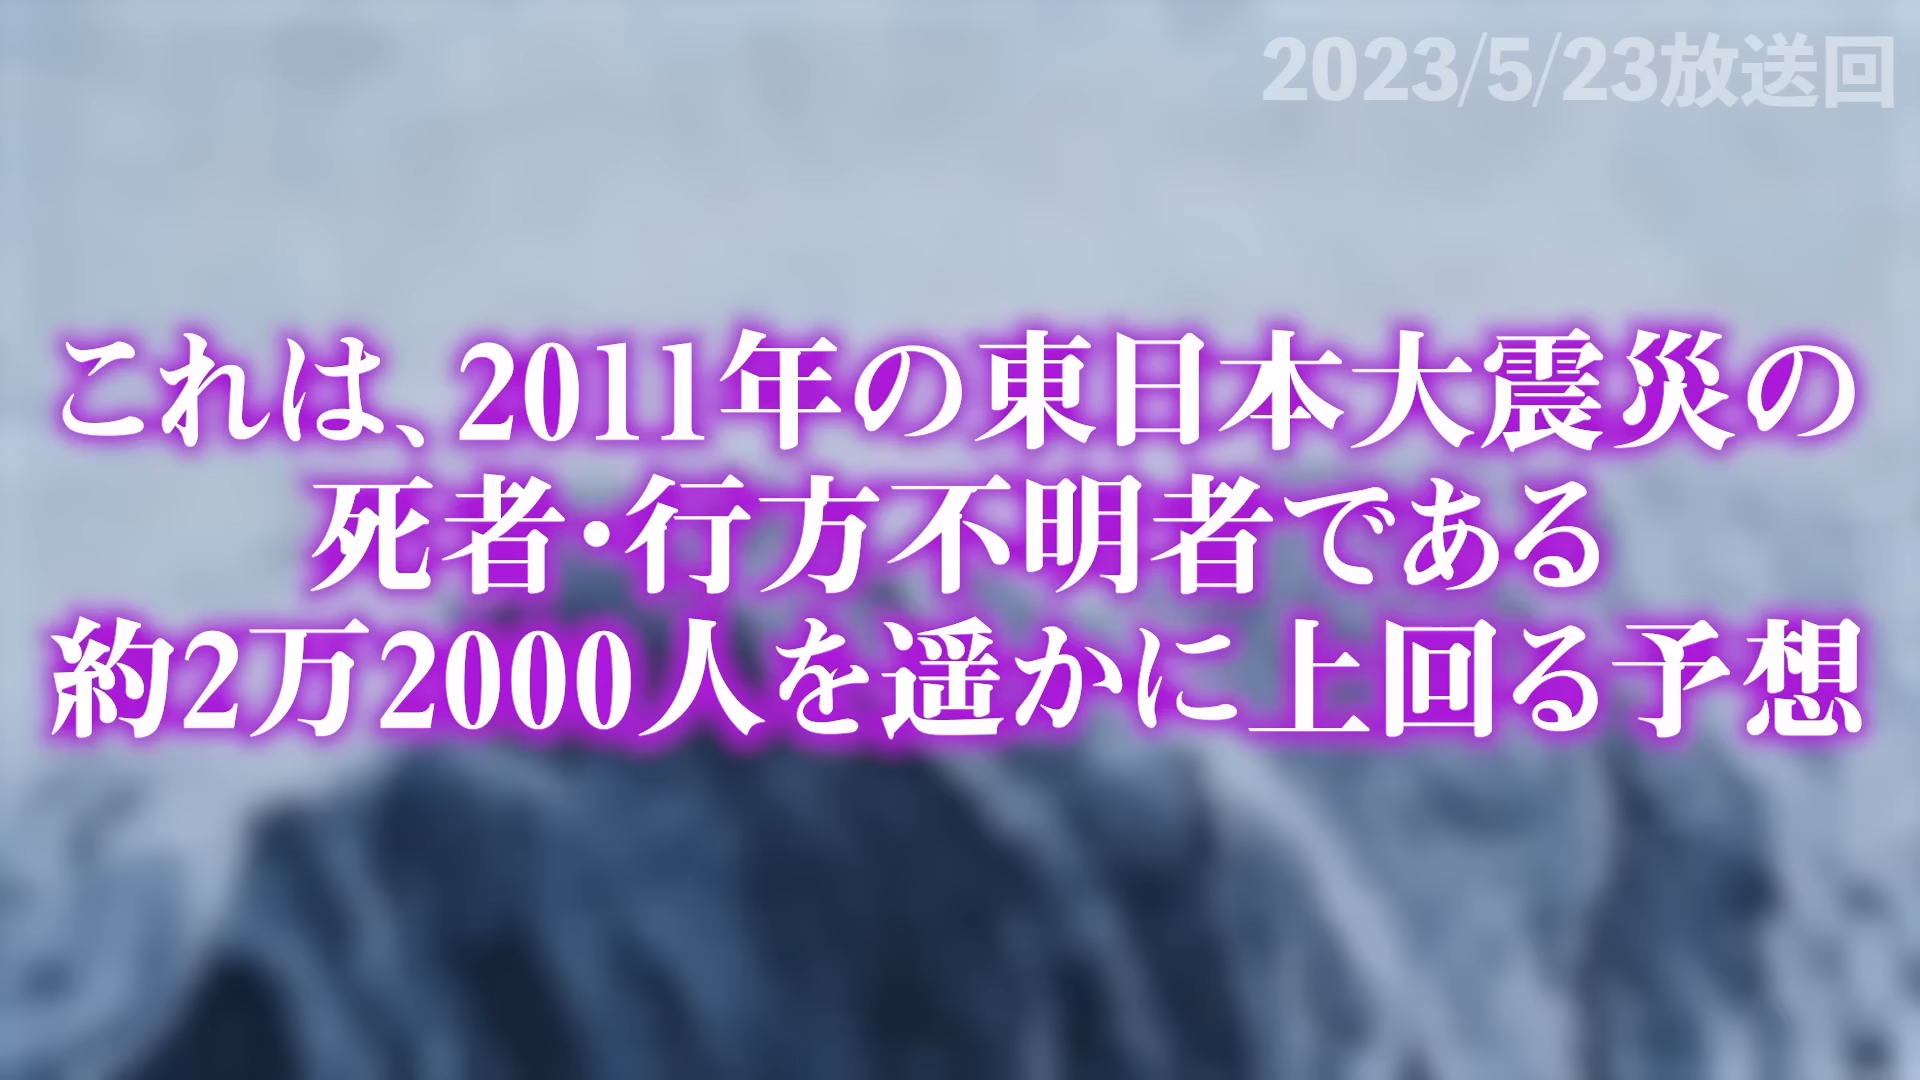 2023/5/23放送回
これは、2011年の東日本大震災の
死者・行方不明者である
約2万2000人を遥かに上回る予想